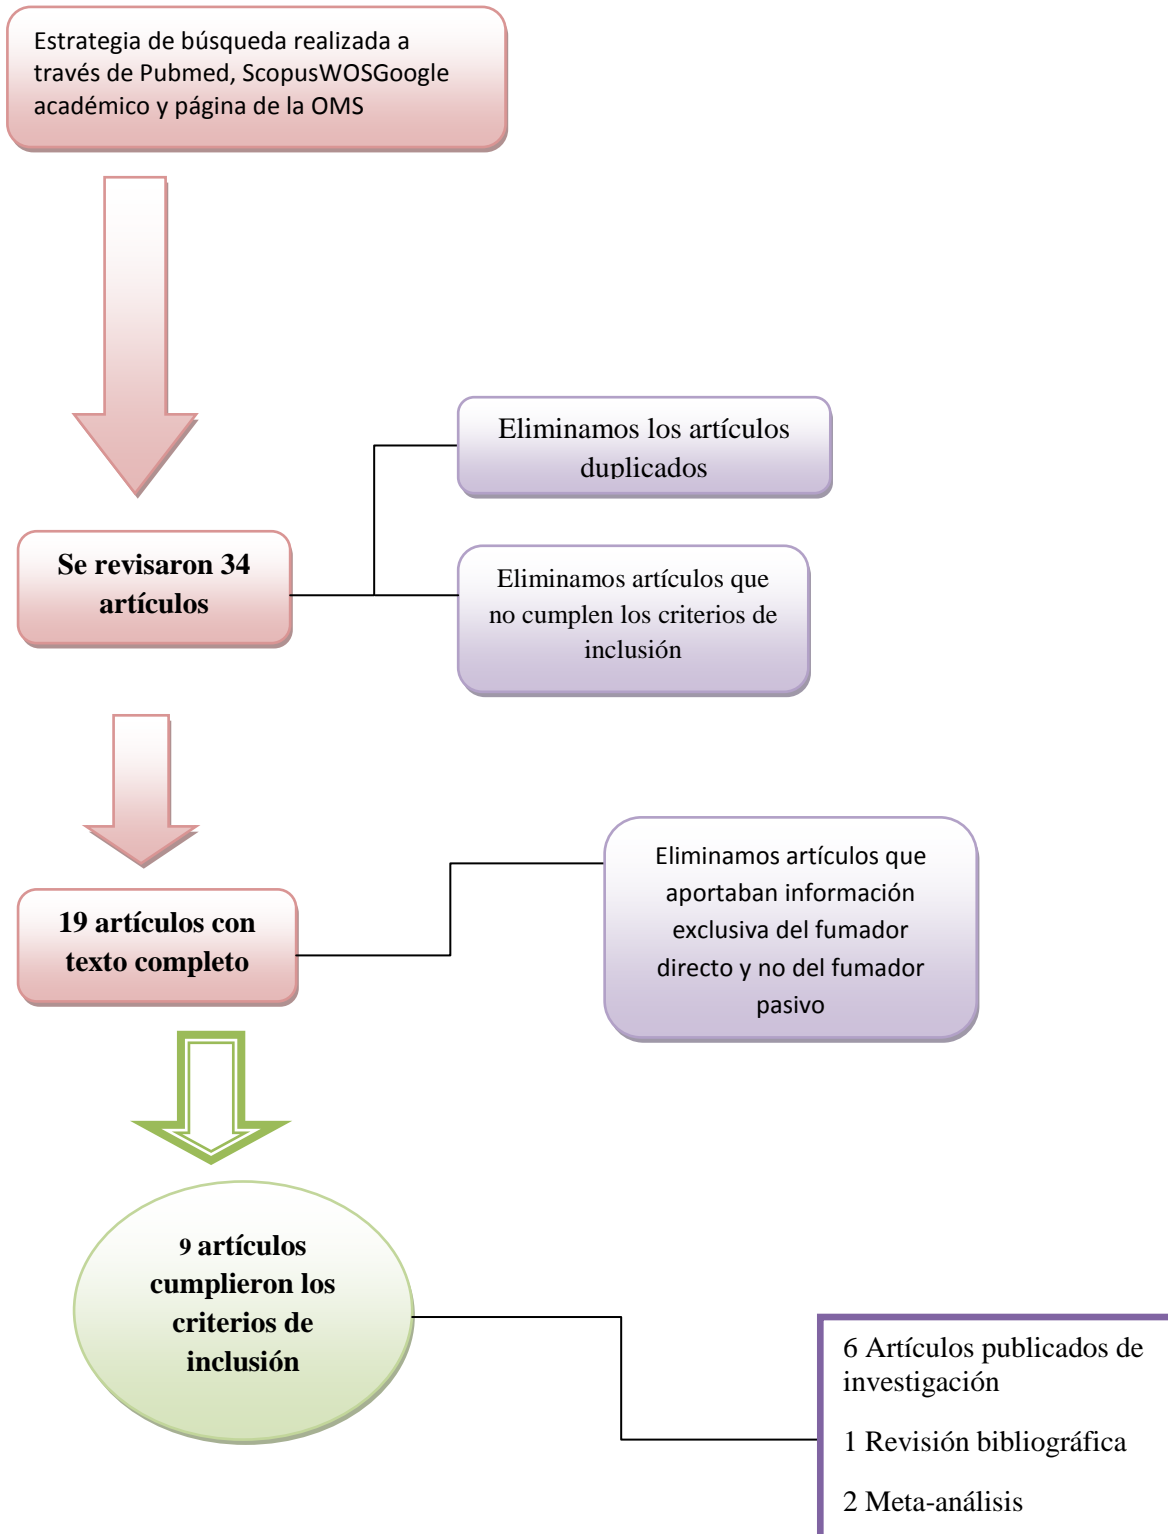 Estrategia de búsqueda realizada a
través de Pubmed, ScopusWOSGoogle
académico y página de la OMS
Eliminamos los artículos
duplicados
Se revisaron 34
artículos
Eliminamos artículos que
no cumplen los criterios de
inclusión
Eliminamos artículos que
aportaban información
exclusiva del fumador
directo y no del fumador
pasivo
19 artículos con
texto completo
9 artículos
cumplieron los
criterios de
inclusión
6 Artículos publicados de
investigación
1 Revisión bibliográfica
2 Meta-análisis